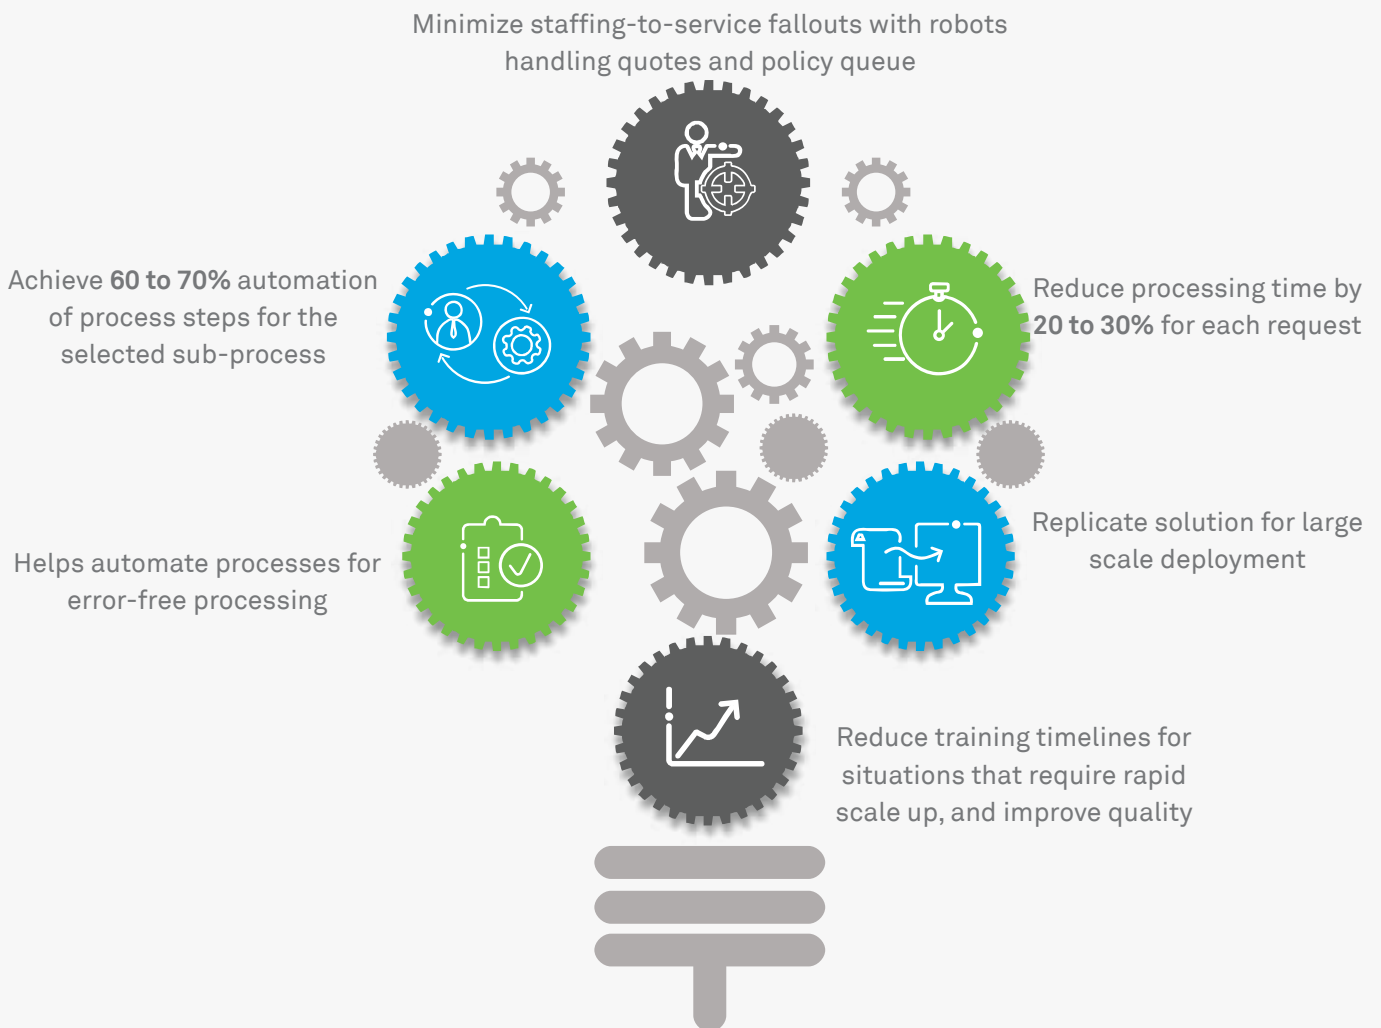 Minimize staffing-to-service fallouts with robots
handling quotes and policy queue
Achieve 60 to 70% automation
of process steps for the
selected sub-process
Reduce processing time by
20 to 30% for each request
Helps automate processes for
error-free processing
Replicate solution for large
scale deployment
Reduce training timelines for
situations that require rapid
scale up, and improve quality